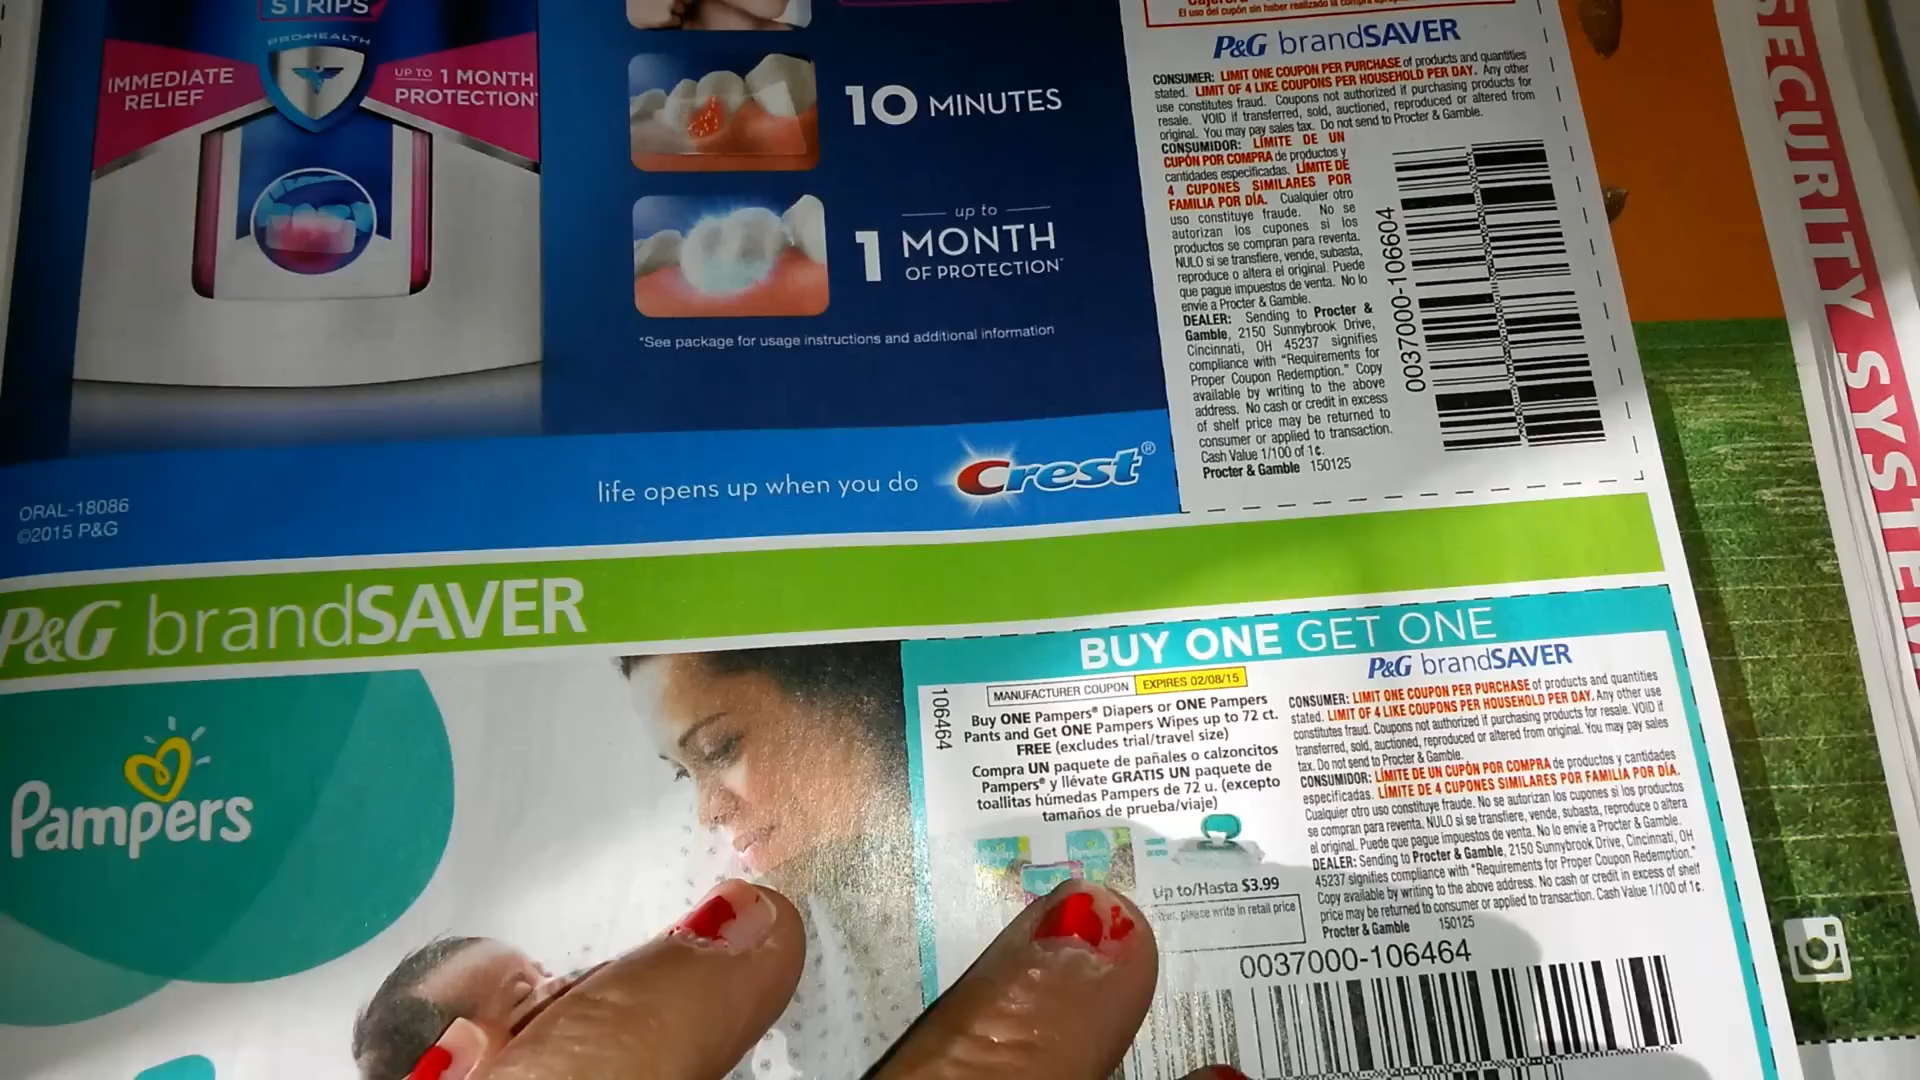 STRIPS
PRO-HEALTH
IMMEDIATE
RELIEF
UP TO 1 MONTH
PROTECTION*
10 MINUTES
up to
1 MONTH
OF PROTECTION*
*See package for usage instructions and additional information
life opens up when you do
Crest®
ORAL-18086
©2015 P&G
El uso del cupón sin haber realizado la compra
P&G brandSAVER
CONSUMER: LIMIT ONE COUPON PER PURCHASE of products and quantities
stated. LIMIT OF 4 LIKE COUPONS PER HOUSEHOLD PER DAY. Any other
use constitutes fraud. Coupons not authorized if purchasing products for
resale. VOID if transferred, sold, auctioned, reproduced or altered from
original. You may pay sales tax. Do not send to Procter & Gamble.
CONSUMIDOR: LÍMITE DE UN
CUPÓN POR COMPRA de productos y
cantidades especificadas. LÍMITE DE
4 CUPONES SIMILARES POR
FAMILIA POR DÍA. Cualquier otro
uso constituye fraude. No se
autorizan los cupones si los
productos se compran para reventa.
NULO si se transfiere, vende, subasta,
reproduce o altera el original. Puede
que pague impuestos de venta. No lo
envíe a Procter & Gamble.
DEALER: Sending to Procter &
Gamble, 2150 Sunnybrook Drive,
Cincinnati, OH 45237 signifies
compliance with "Requirements for
Proper Coupon Redemption." Copy
available by writing to the above
address. No cash or credit in excess
of shelf price may be returned to
consumer or applied to transaction.
Cash Value 1/100 of 1¢.
Procter & Gamble 150125
0037000-106604
SECURITY SYSTEM
P&G brandSAVER
Pampers
BUY ONE GET ONE
106464
MANUFACTURER COUPON EXPIRES 02/08/15
Buy ONE Pampers® Diapers or ONE Pampers
Pants and Get ONE Pampers Wipes up to 72 ct.
FREE (excludes trial/travel size)
Compra UN paquete de pañales o calzoncitos
Pampers® y llévate GRATIS UN paquete de
toallitas húmedas Pampers de 72 u. (excepto
tamaños de prueba/viaje)
Up to/Hasta $3.99
please write in retail price
P&G brandSAVER
CONSUMER: LIMIT ONE COUPON PER PURCHASE of products and quantities
stated. LIMIT OF 4 LIKE COUPONS PER HOUSEHOLD PER DAY. Any other use
constitutes fraud. Coupons not authorized if purchasing products for resale. VOID if
transferred, sold, auctioned, reproduced or altered from original. You may pay sales
tax. Do not send to Procter & Gamble.
CONSUMIDOR: LÍMITE DE UN CUPÓN POR COMPRA de productos y cantidades
especificadas. LÍMITE DE 4 CUPONES SIMILARES POR FAMILIA POR DÍA.
Cualquier otro uso constituye fraude. No se autorizan los cupones si los productos
se compran para reventa. NULO si se transfiere, vende, subasta, reproduce o altera
el original. Puede que pague impuestos de venta. No lo envíe a Procter & Gamble.
DEALER: Sending to Procter & Gamble, 2150 Sunnybrook Drive, Cincinnati, OH
45237 signifies compliance with "Requirements for Proper Coupon Redemption."
Copy available by writing to the above address. No cash or credit in excess of shelf
price may be returned to consumer or applied to transaction. Cash Value 1/100 of 1¢.
Procter & Gamble 150125
0037000-106464